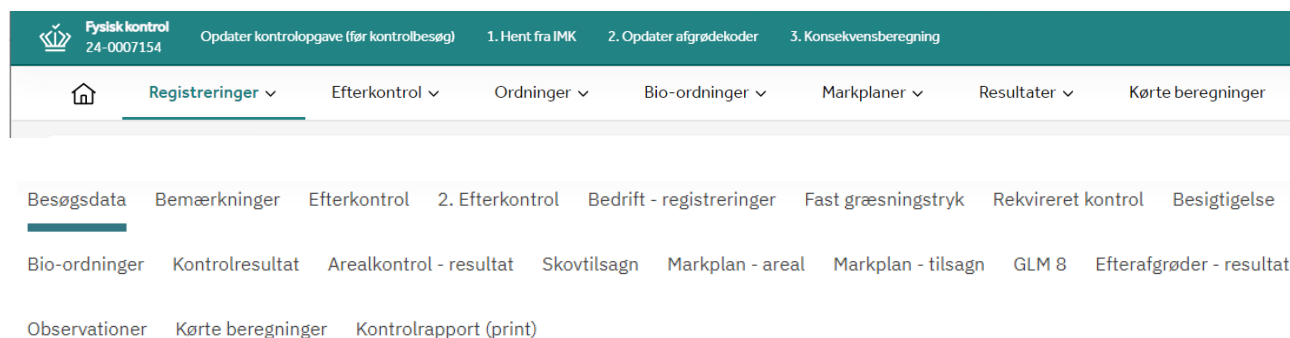 Fysisk kontrol
24-0007154 Opdater kontrolopgave (før kontrolbesøg) 1. Hent fra IMK 2. Opdater afgrødekoder 3. Konsekvensberegning
Registreringer Efterkontrol Ordninger Bio-ordninger Markplaner Resultater Kørte beregninger
Besøgsdata Bemærkninger Efterkontrol 2. Efterkontrol Bedrift - registreringer Fast græsningstryk Rekvireret kontrol Besigtigelse
Bio-ordninger Kontrolresultat Arealkontrol - resultat Skovtilsagn Markplan - areal Markplan - tilsagn GLM 8 Efterafgrøder - resultat
Observationer Kørte beregninger Kontrolrapport (print)